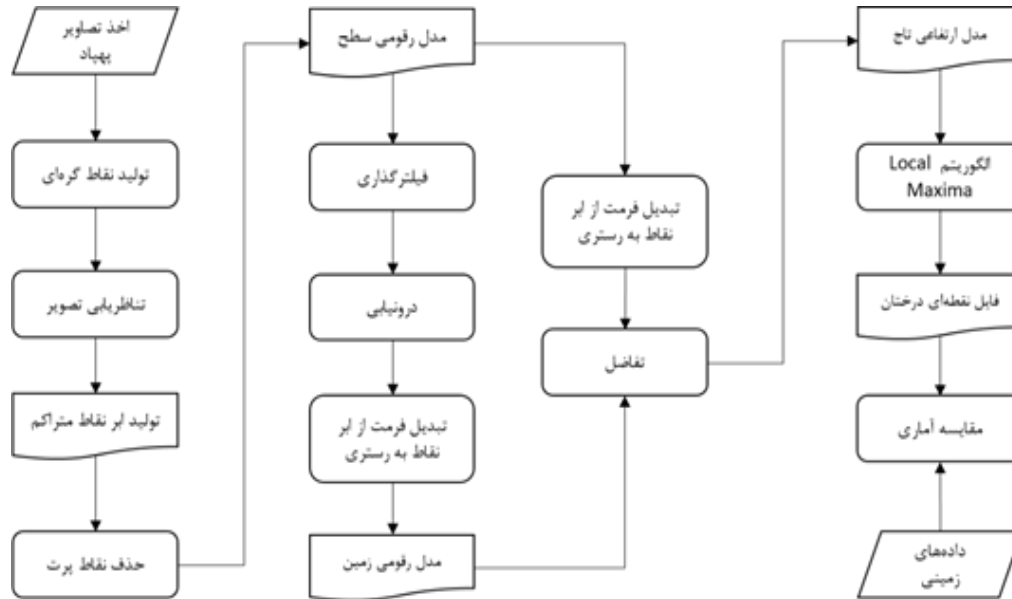 اخذ تصاویر
پهپاد
تولید نقاط گره‌ای
تناظریابی تصویر
تولید ابر نقاط متراکم
حذف نقاط پرت
مدل رقومی سطح
فیلترگذاری
درونیابی
تبدیل فرمت از ابر
نقاط به رستری
مدل رقومی زمین
تبدیل فرمت از ابر
نقاط به رستری
تفاضل
مدل ارتفاعی تاج
الگوریتم Local
Maxima
فایل نقطه‌ای درختان
مقایسه آماری
داده‌های
زمینی